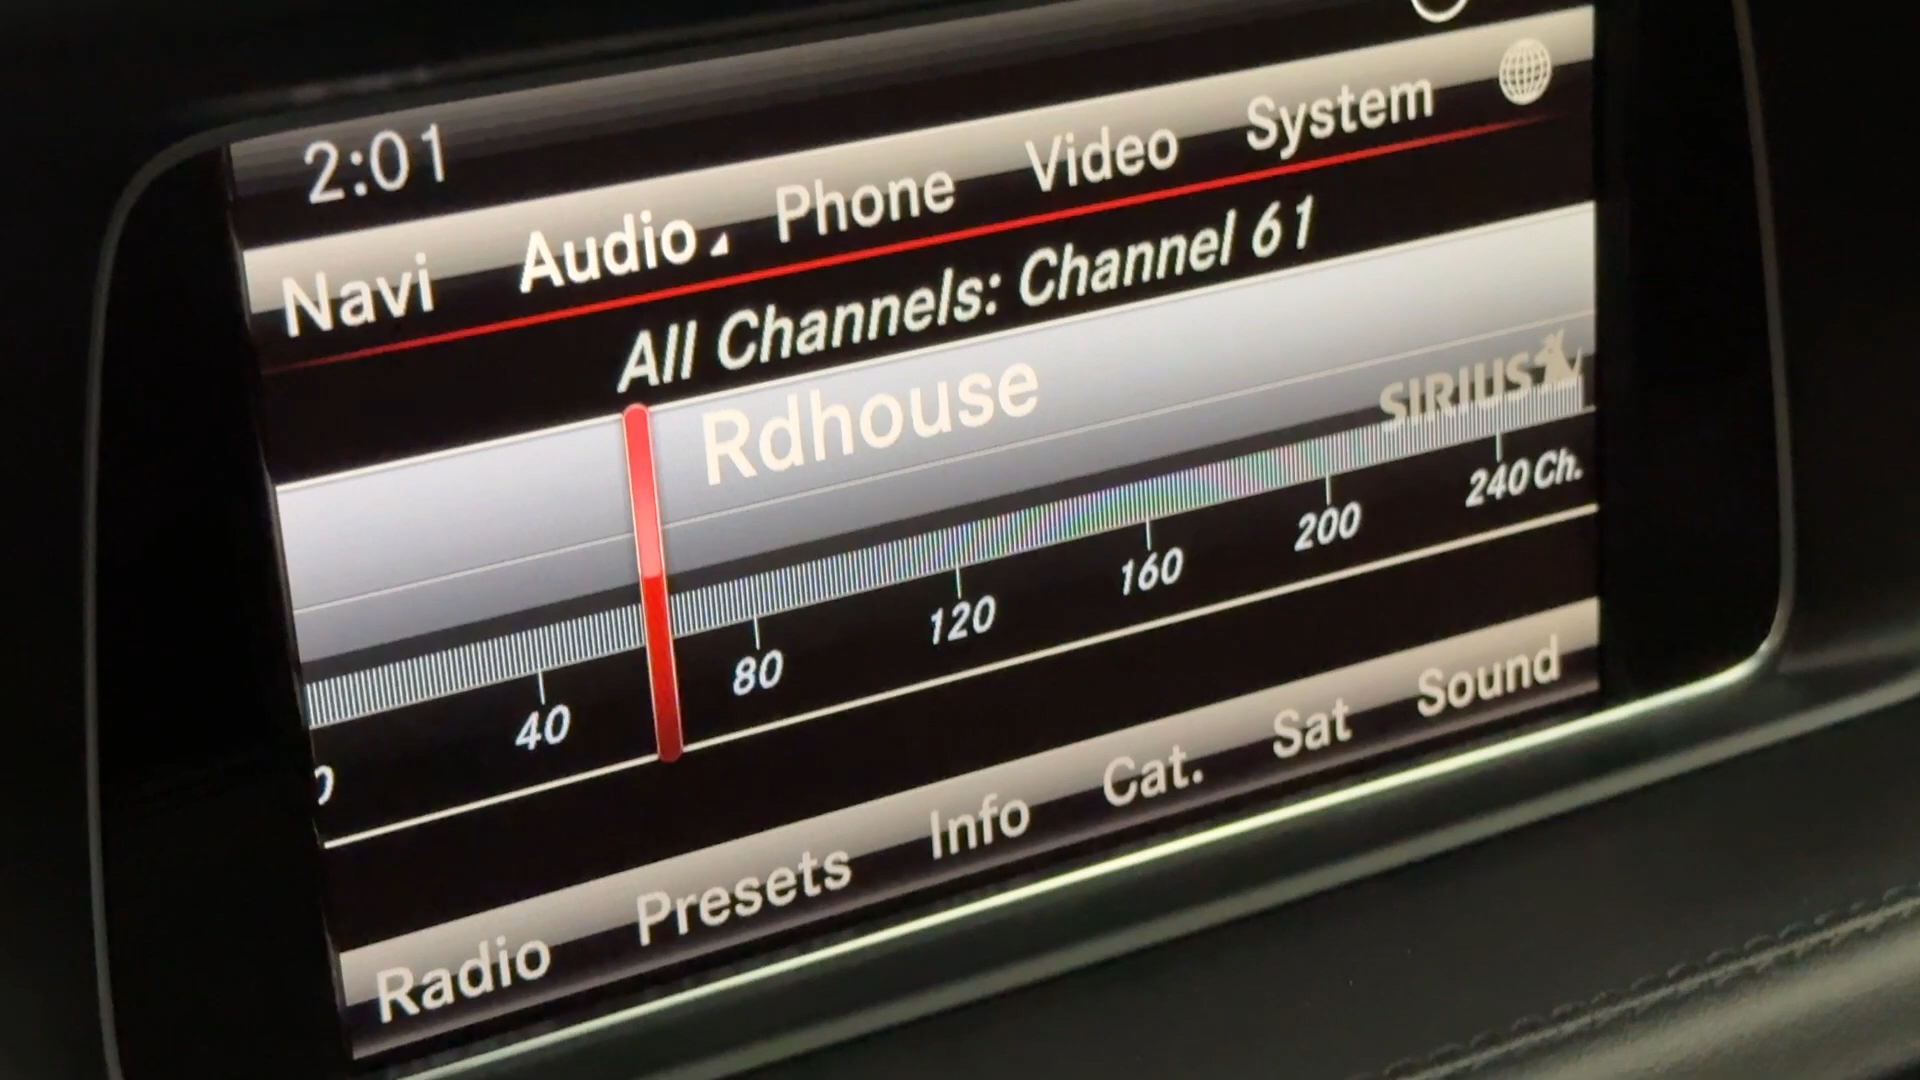 2:01
Navi Audio Phone Video System
All Channels: Channel 61
Rdhouse
SIRIUS
40 80 120 160 200 240 Ch.
Radio Presets Info Cat. Sat Sound